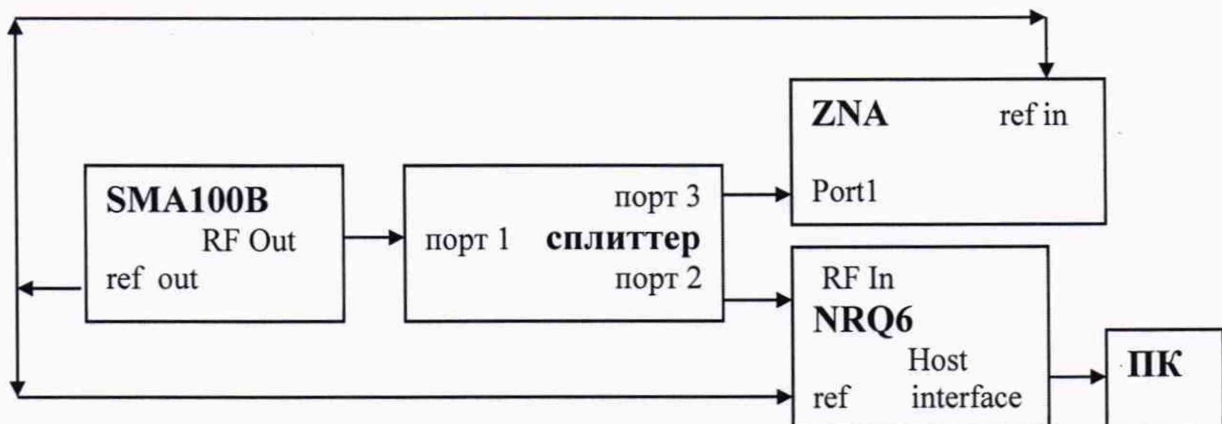 ZNA ref in
Port1
SMA100B
RF Out
ref out
порт 3
порт 1 сплиттер
порт 2
RF In
NRQ6
Host
ref interface
ПК